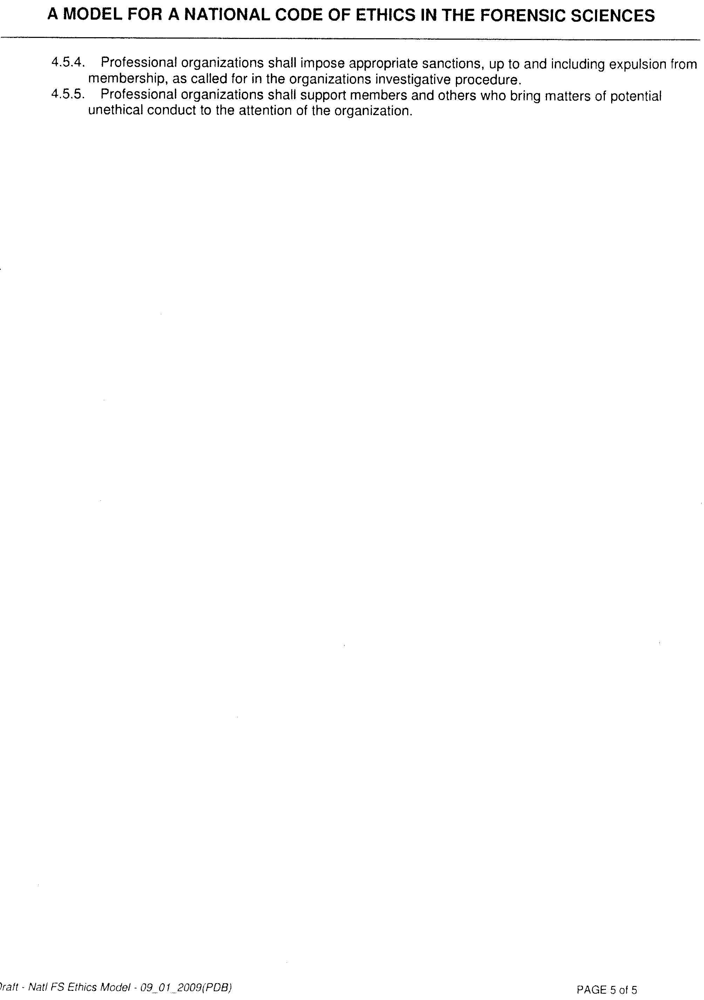 A MODEL FOR A NATIONAL CODE OF ETHICS IN THE FORENSIC SCIENCES
4.5.4. Professional organizations shall impose appropriate sanctions, up to and including expulsion from
membership, as called for in the organizations investigative procedure.
4.5.5. Professional organizations shall support members and others who bring matters of potential
unethical conduct to the attention of the organization.
Draft - Natl FS Ethics Model - 09_01_2009(PDB)
PAGE 5 of 5